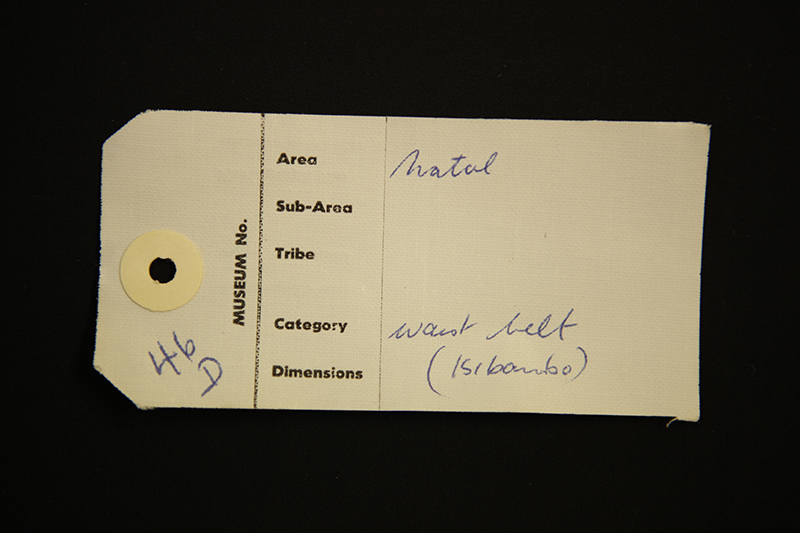 MUSEUM No.
46
D
Area Natal
Sub-Area
Tribe
Category waist belt
Dimensions (isibambo)